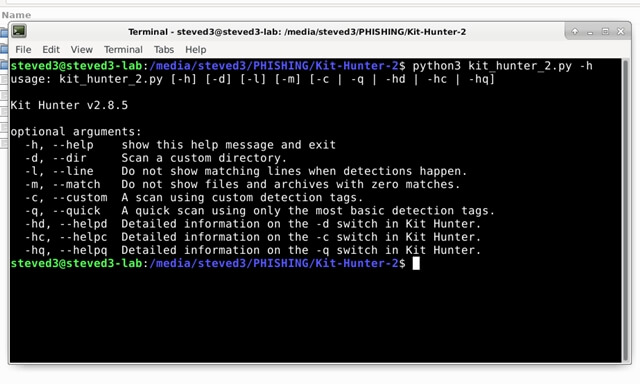 Name
Terminal - steved3@steved3-lab: /media/steved3/PHISHING/Kit-Hunter-2
File Edit View Terminal Tabs Help
steved3@steved3-lab:/media/steved3/PHISHING/Kit-Hunter-2$ python3 kit_hunter_2.py -h
usage: kit_hunter_2.py [-h] [-d] [-l] [-m] [-c | -q | -hd | -hc | -hq]
Kit Hunter v2.8.5
optional arguments:
-h, --help show this help message and exit
-d, --dir Scan a custom directory.
-l, --line Do not show matching lines when detections happen.
-m, --match Do not show files and archives with zero matches.
-c, --custom A scan using custom detection tags.
-q, --quick A quick scan using only the most basic detection tags.
-hd, --helpd Detailed information on the -d switch in Kit Hunter.
-hc, --helpc Detailed information on the -c switch in Kit Hunter.
-hq, --helpq Detailed information on the -q switch in Kit Hunter.
steved3@steved3-lab:/media/steved3/PHISHING/Kit-Hunter-2$